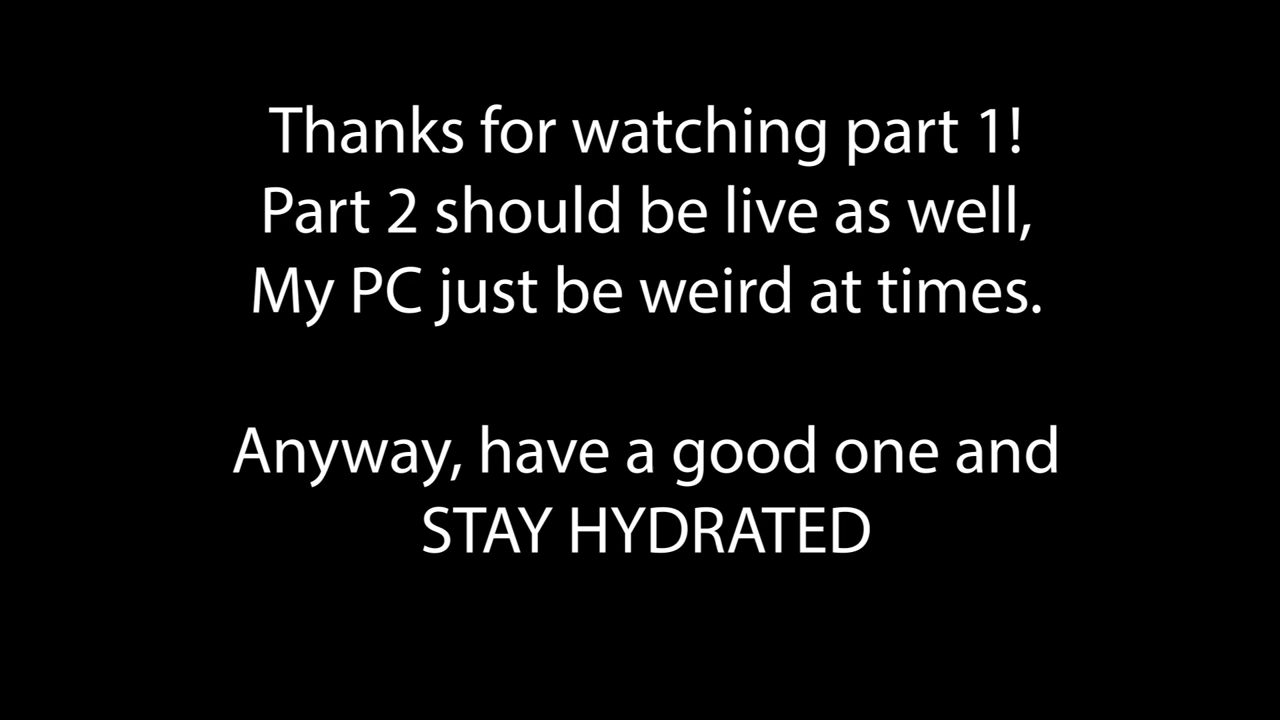 Thanks for watching part 1!
Part 2 should be live as well,
My PC just be weird at times.
Anyway, have a good one and
STAY HYDRATED